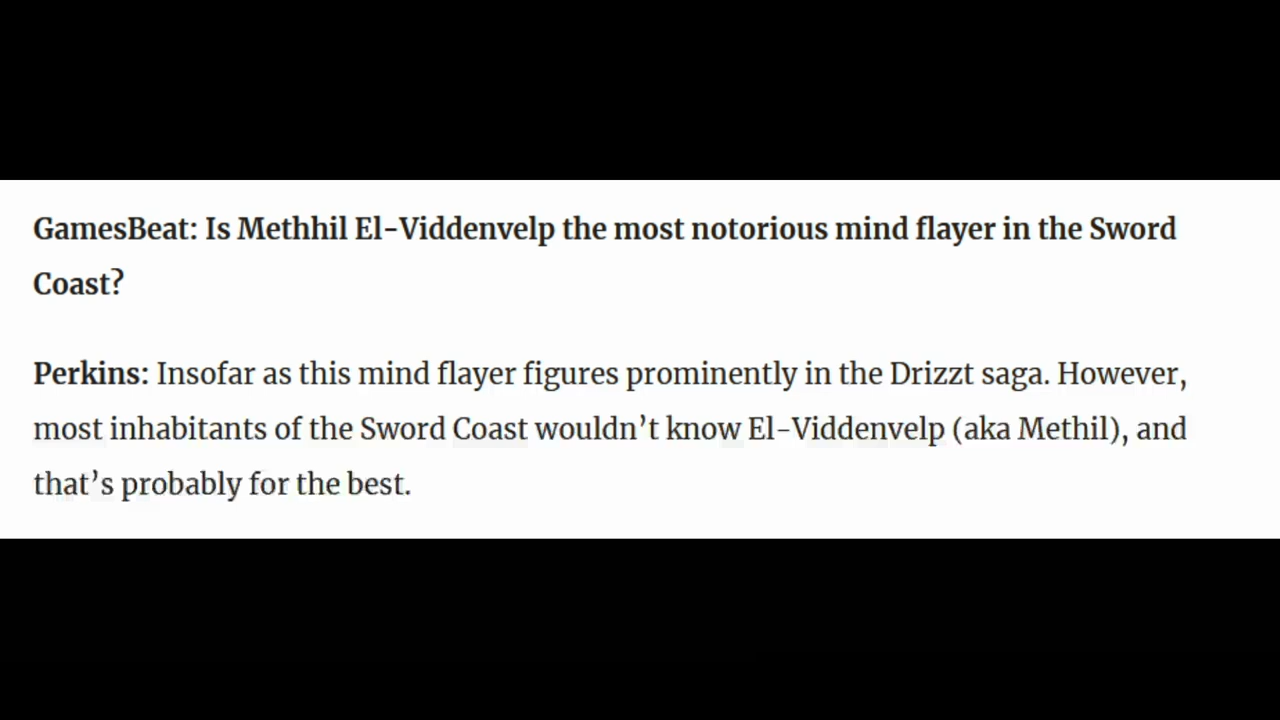 GamesBeat: Is Methhil El-Viddenvelp the most notorious mind flayer in the Sword
Coast?
Perkins: Insofar as this mind flayer figures prominently in the Drizzt saga. However,
most inhabitants of the Sword Coast wouldn’t know El-Viddenvelp (aka Methil), and
that’s probably for the best.